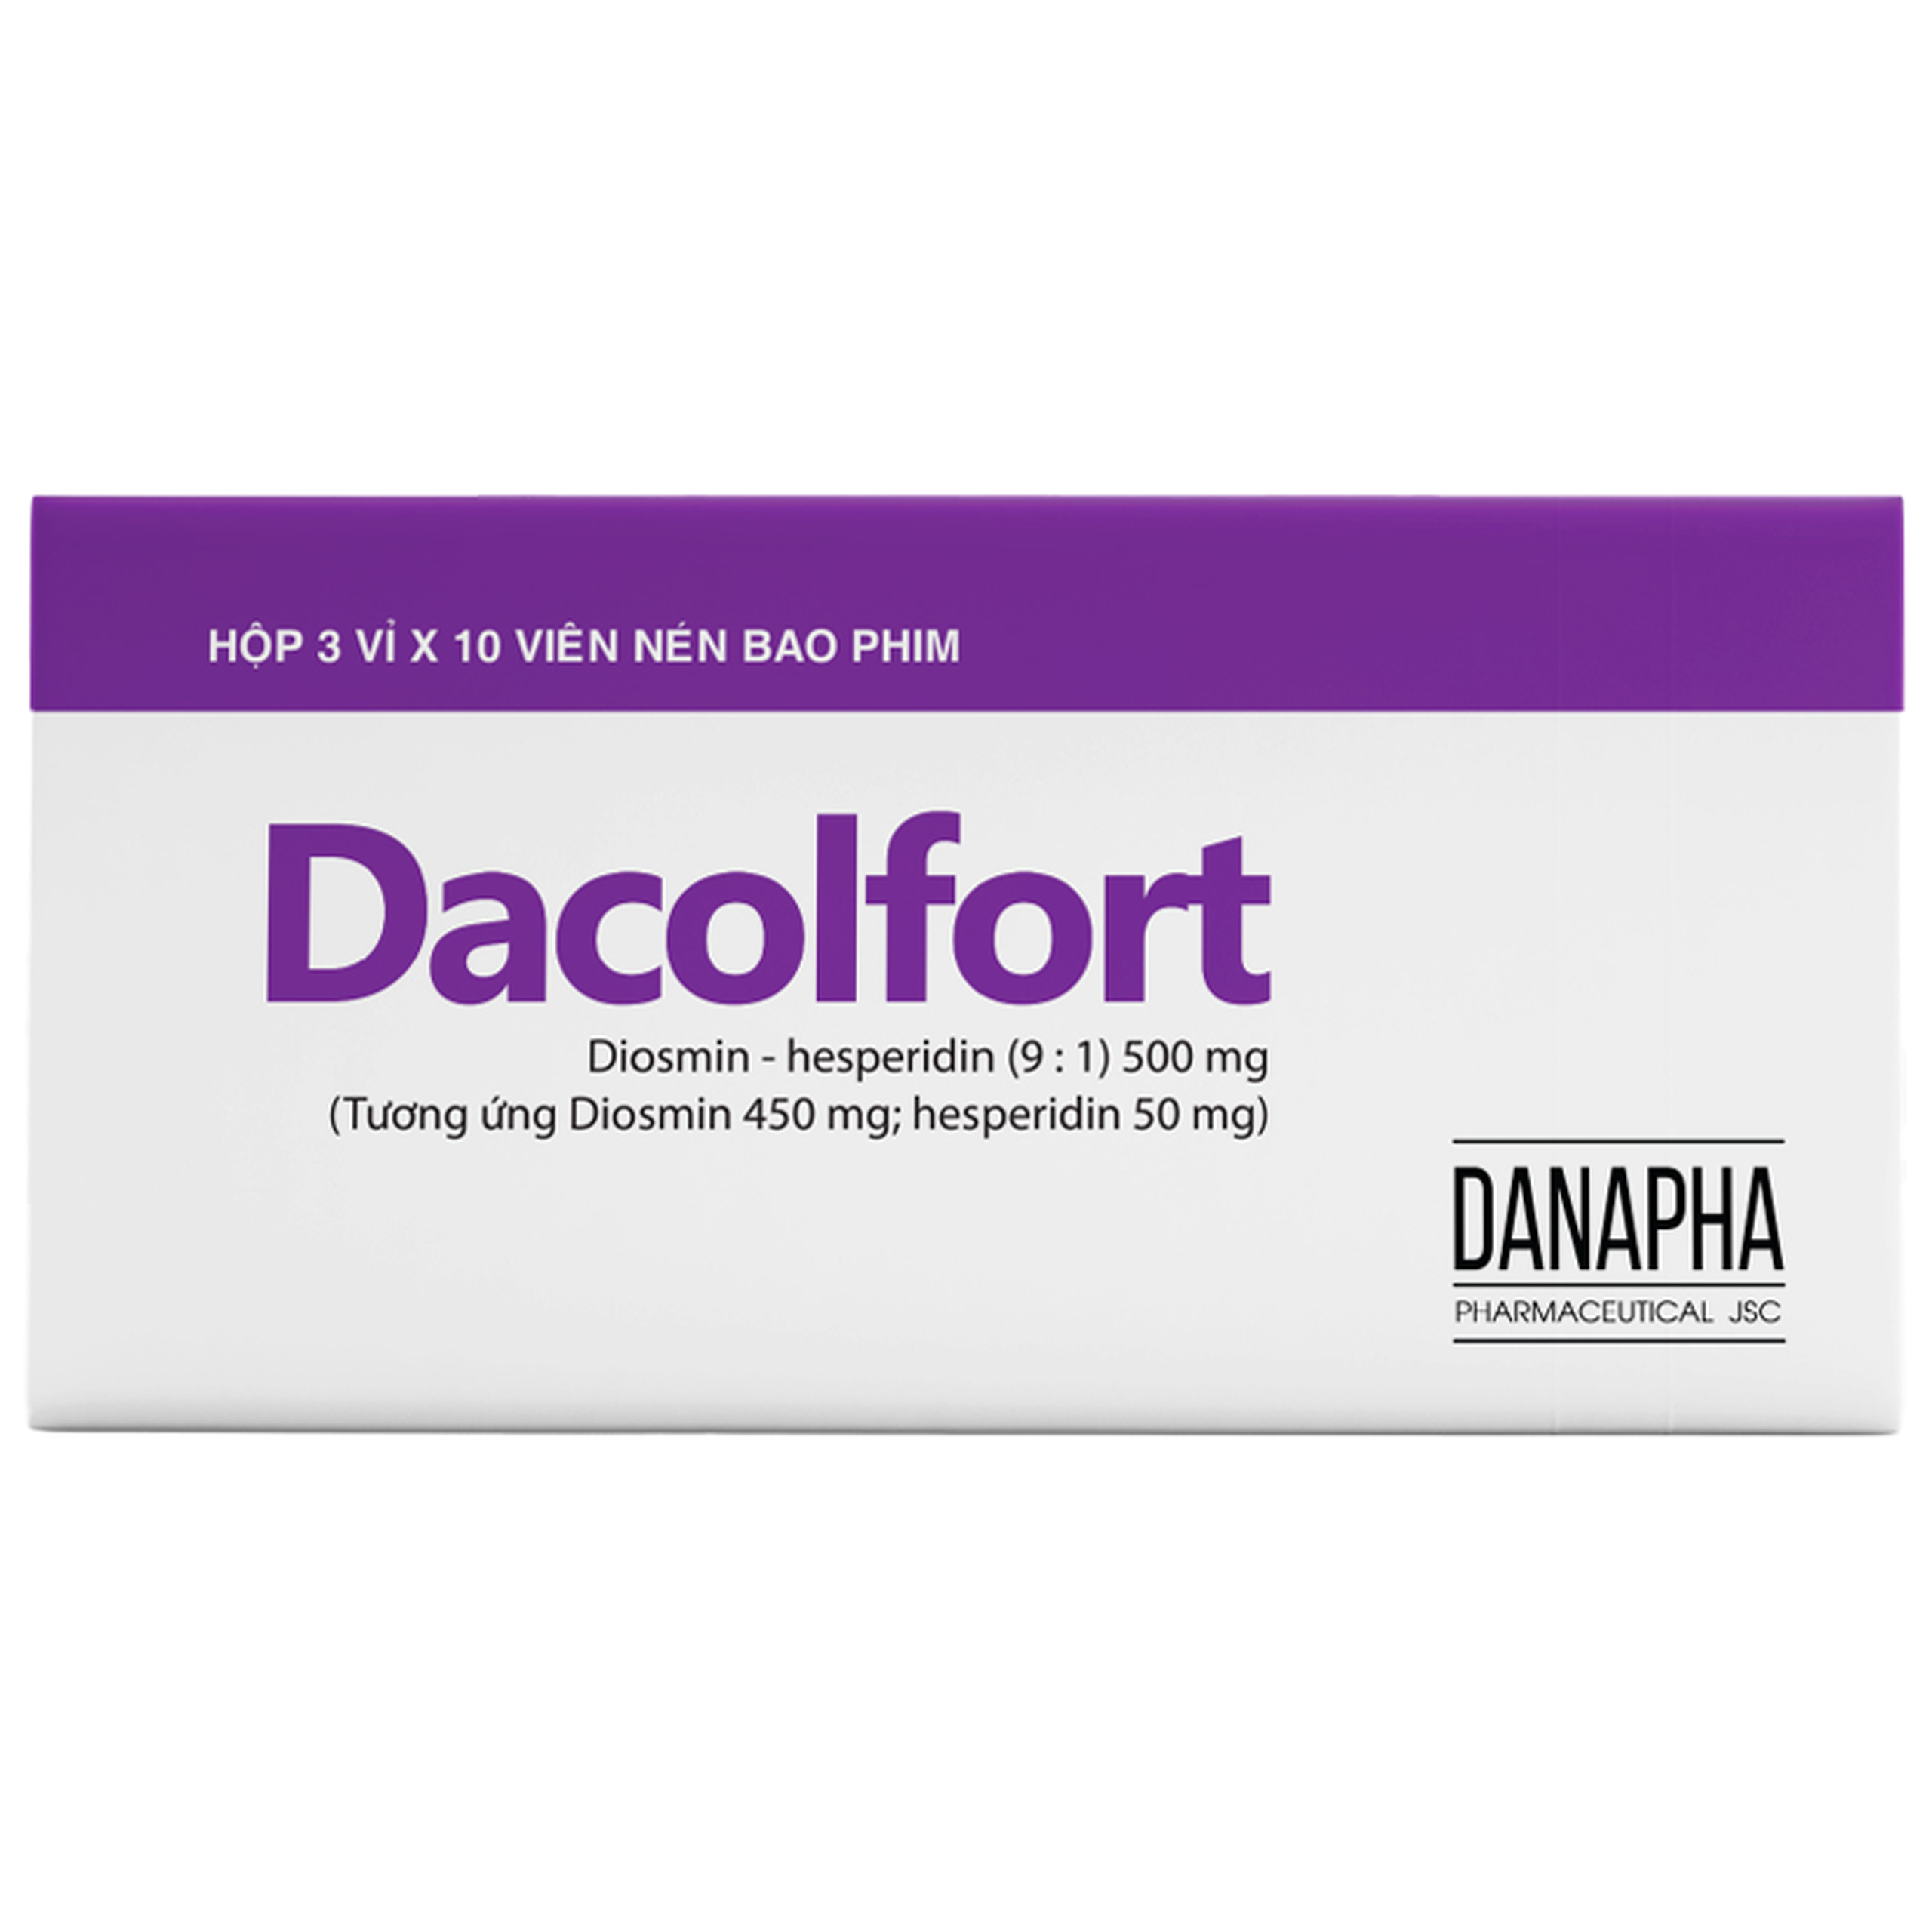 HỘP 3 VỈ X 10 VIÊN NÉN BAO PHIM
Dacolfort
Diosmin - hesperidin (9 : 1) 500 mg
(Tương ứng Diosmin 450 mg; hesperidin 50 mg)
DANAPHA
PHARMACEUTICAL JSC